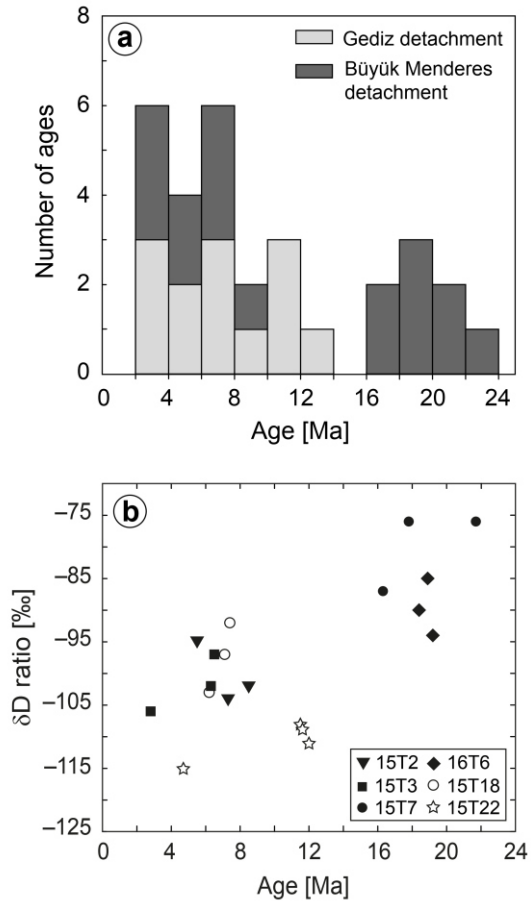 a
Gediz detachment
Büyük Menderes
detachment
Number of ages
8
6
4
2
0
0 4 8 12 16 20 24
Age [Ma]
b
δD ratio [‰]
−75
−85
−95
−105
−115
−125
15T2 16T6
15T3 15T18
15T7 15T22
0 4 8 12 16 20 24
Age [Ma]